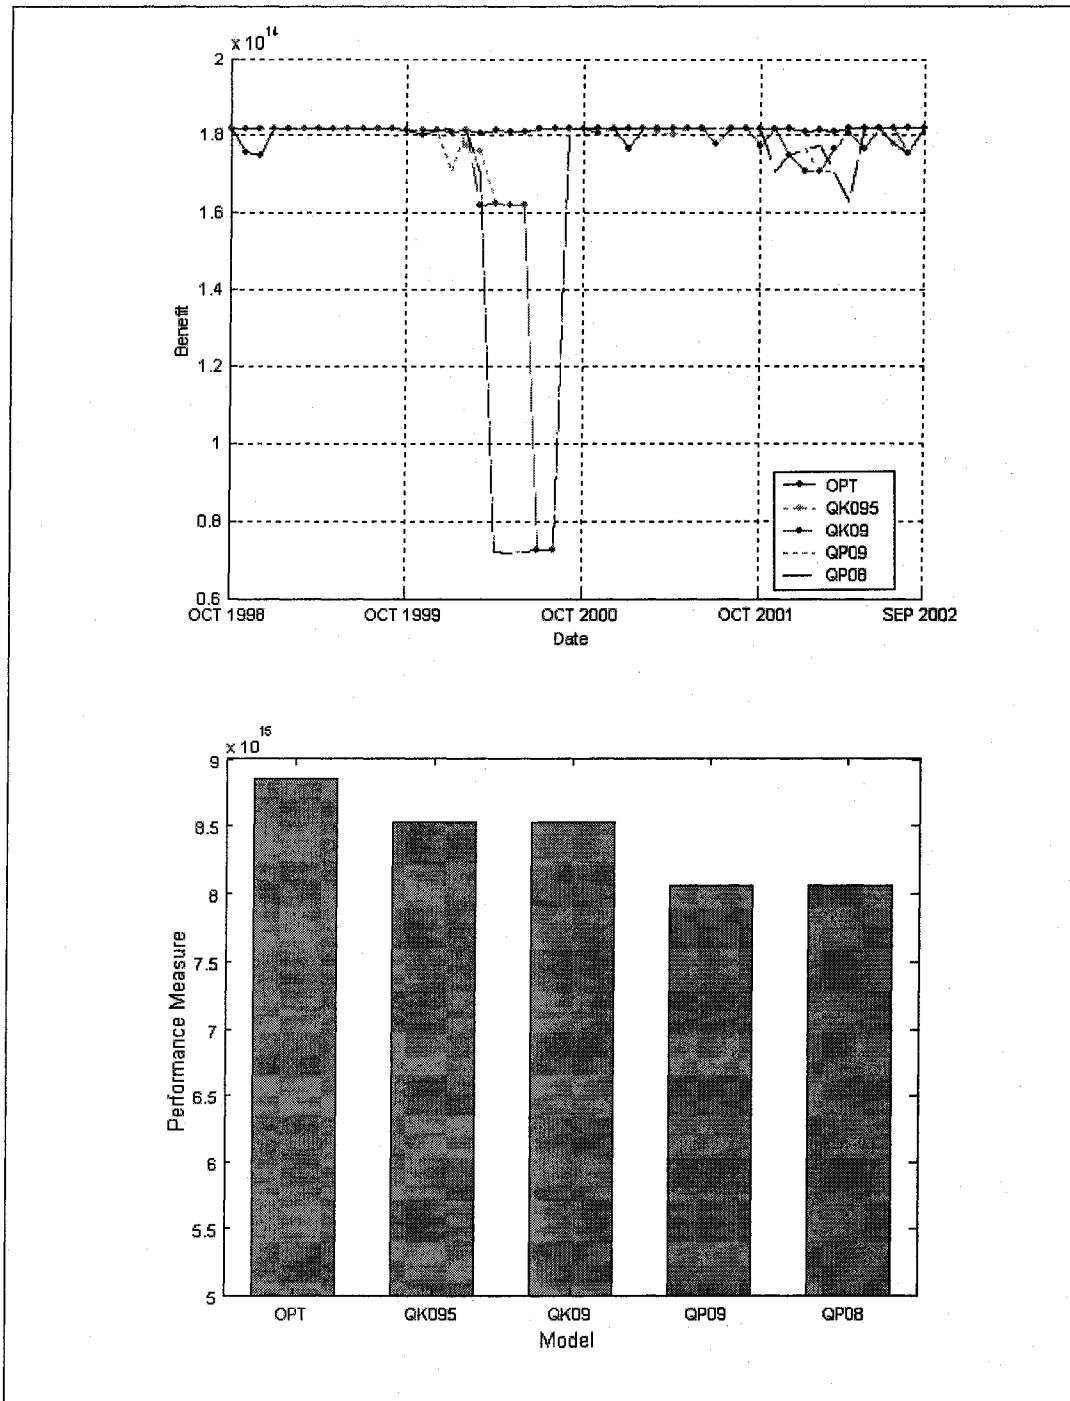 x 10^14
2
1.8
1.6
1.4
1.2
1
0.8
0.6
Benefit
OCT 1998
OCT 1999
OCT 2000
OCT 2001
SEP 2002
Date
OPT
QK095
QK09
QP09
QP08
x 10^15
9
8.5
8
7.5
7
6.5
6
5.5
5
Performance Measure
OPT
QK095
QK09
QP09
QP08
Model